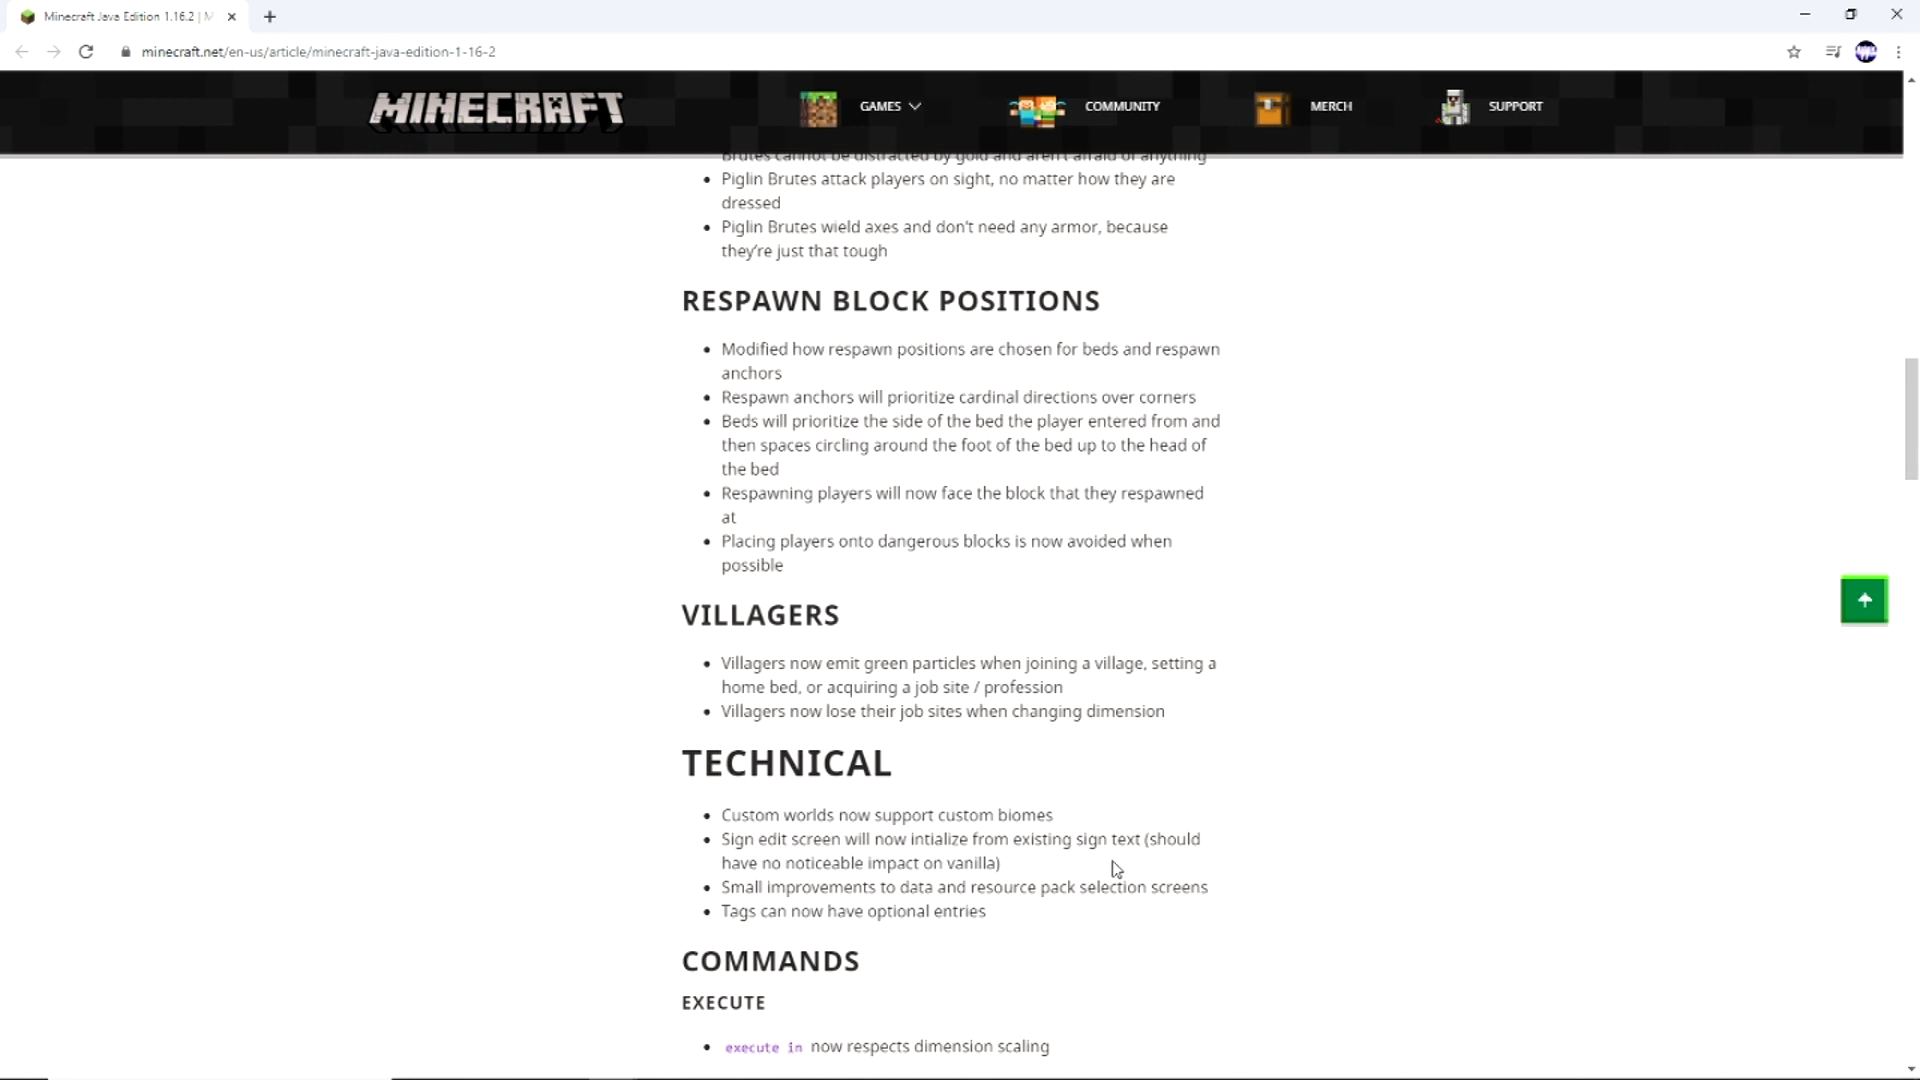 Minecraft Java Edition 1.16.2 | M
minecraft.net/en-us/article/minecraft-java-edition-1-16-2
MINECRAFT
GAMES
COMMUNITY
MERCH
SUPPORT
Brutes cannot be distracted by gold and aren't afraid of anything
Piglin Brutes attack players on sight, no matter how they are
dressed
Piglin Brutes wield axes and don't need any armor, because
they're just that tough
RESPAWN BLOCK POSITIONS
Modified how respawn positions are chosen for beds and respawn
anchors
Respawn anchors will prioritize cardinal directions over corners
Beds will prioritize the side of the bed the player entered from and
then spaces circling around the foot of the bed up to the head of
the bed
Respawning players will now face the block that they respawned
at
Placing players onto dangerous blocks is now avoided when
possible
VILLAGERS
Villagers now emit green particles when joining a village, setting a
home bed, or acquiring a job site / profession
Villagers now lose their job sites when changing dimension
TECHNICAL
Custom worlds now support custom biomes
Sign edit screen will now intialize from existing sign text (should
have no noticeable impact on vanilla)
Small improvements to data and resource pack selection screens
Tags can now have optional entries
COMMANDS
EXECUTE
execute in now respects dimension scaling